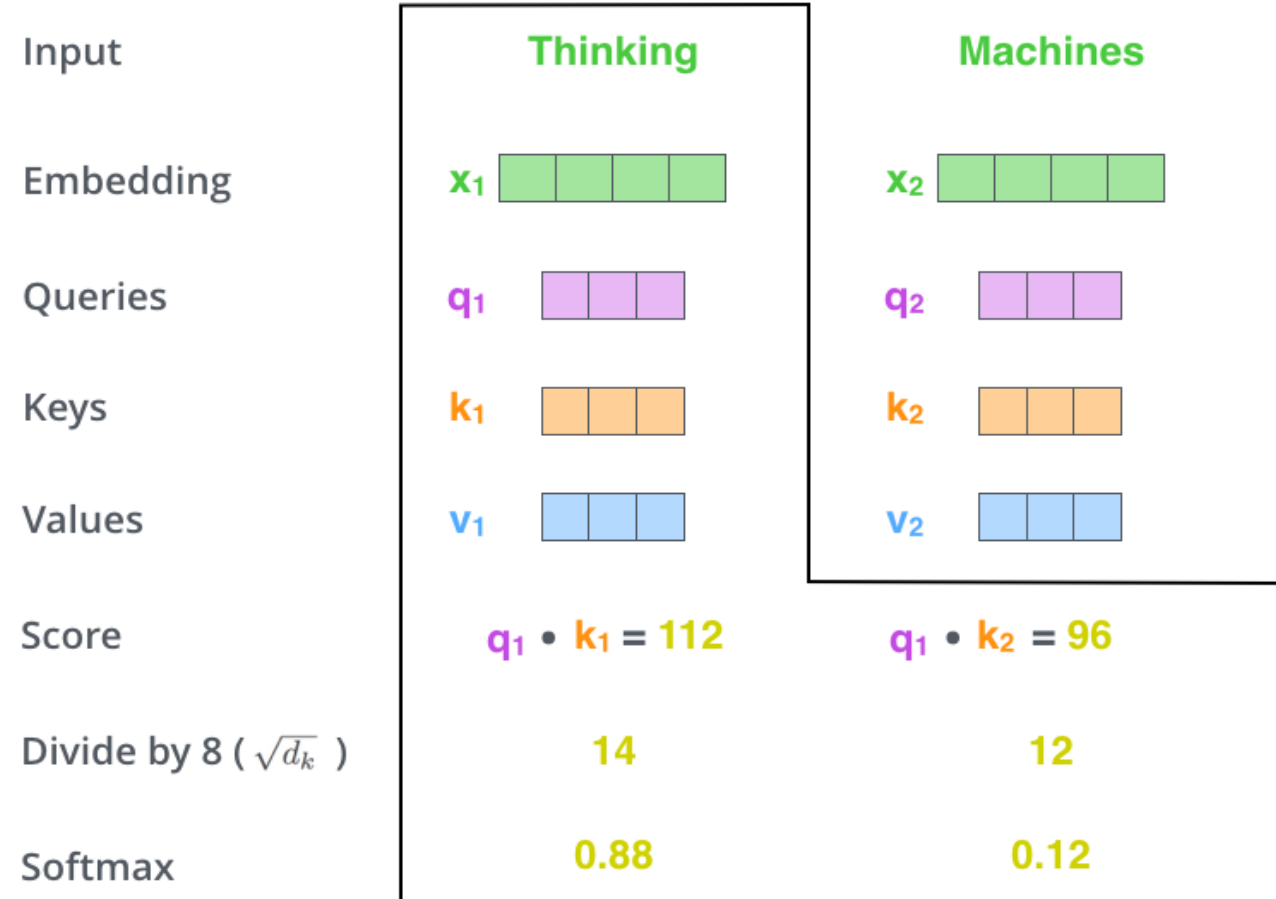 Input Thinking Machines
Embedding x₁ x₂
Queries q₁ q₂
Keys k₁ k₂
Values v₁ v₂
Score q₁ • k₁ = 112 q₁ • k₂ = 96
Divide by 8 ( √dₖ ) 14 12
Softmax 0.88 0.12